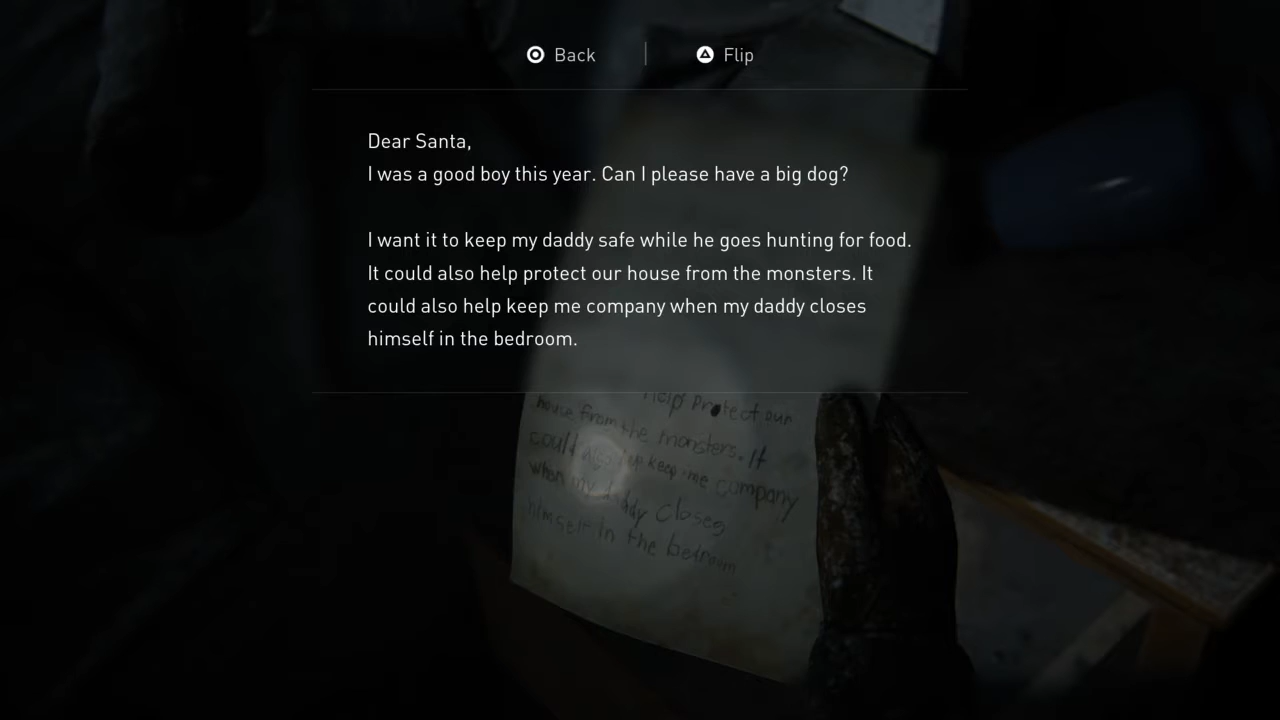 Back
Flip
Dear Santa,
I was a good boy this year. Can I please have a big dog?
I want it to keep my daddy safe while he goes hunting for food.
It could also help protect our house from the monsters. It
could also help keep me company when my daddy closes
himself in the bedroom.
Help Protect our
house from the monsters. It
could also help keep me company
when my daddy closes
himself in the bedroom